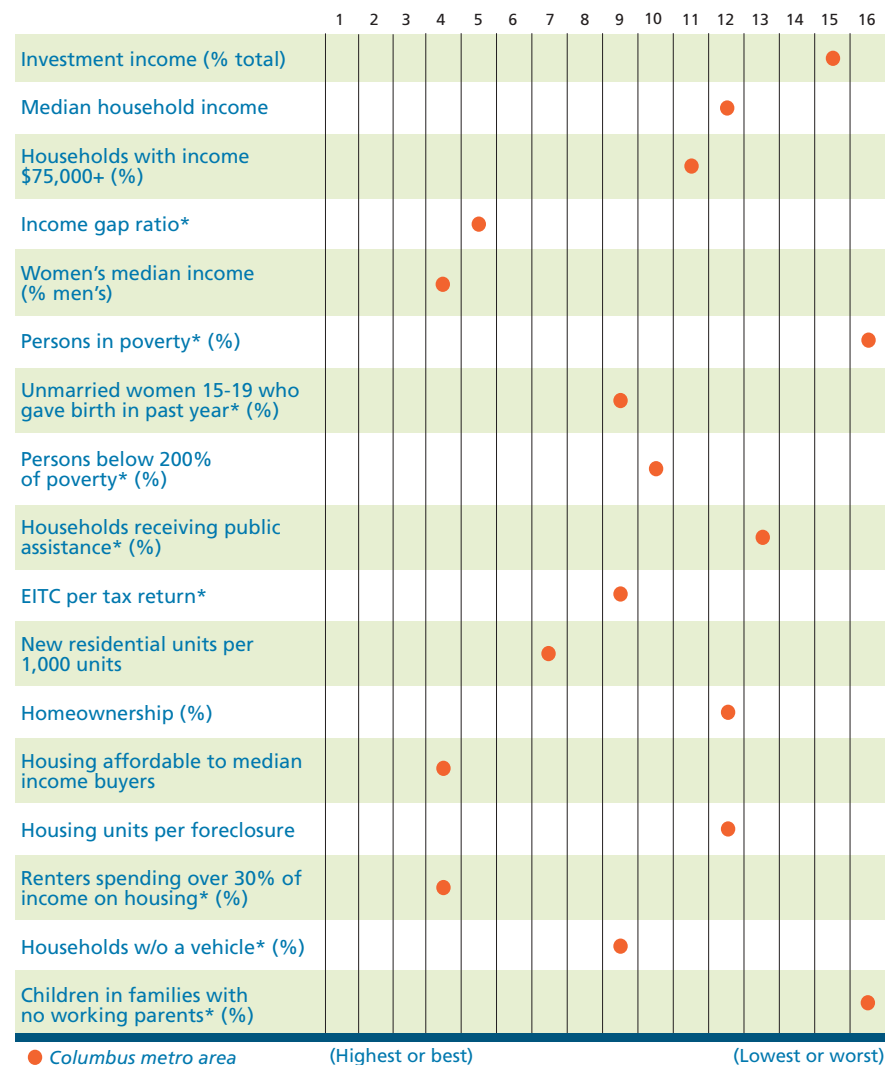 1 2 3 4 5 6 7 8 9 10 11 12 13 14 15 16
Investment income (% total)
Median household income
Households with income
$75,000+ (%)
Income gap ratio*
Women's median income
(% men's)
Persons in poverty* (%)
Unmarried women 15-19 who
gave birth in past year* (%)
Persons below 200%
of poverty* (%)
Households receiving public
assistance* (%)
EITC per tax return*
New residential units per
1,000 units
Homeownership (%)
Housing affordable to median
income buyers
Housing units per foreclosure
Renters spending over 30% of
income on housing* (%)
Households w/o a vehicle* (%)
Children in families with
no working parents* (%)
Columbus metro area (Highest or best) (Lowest or worst)